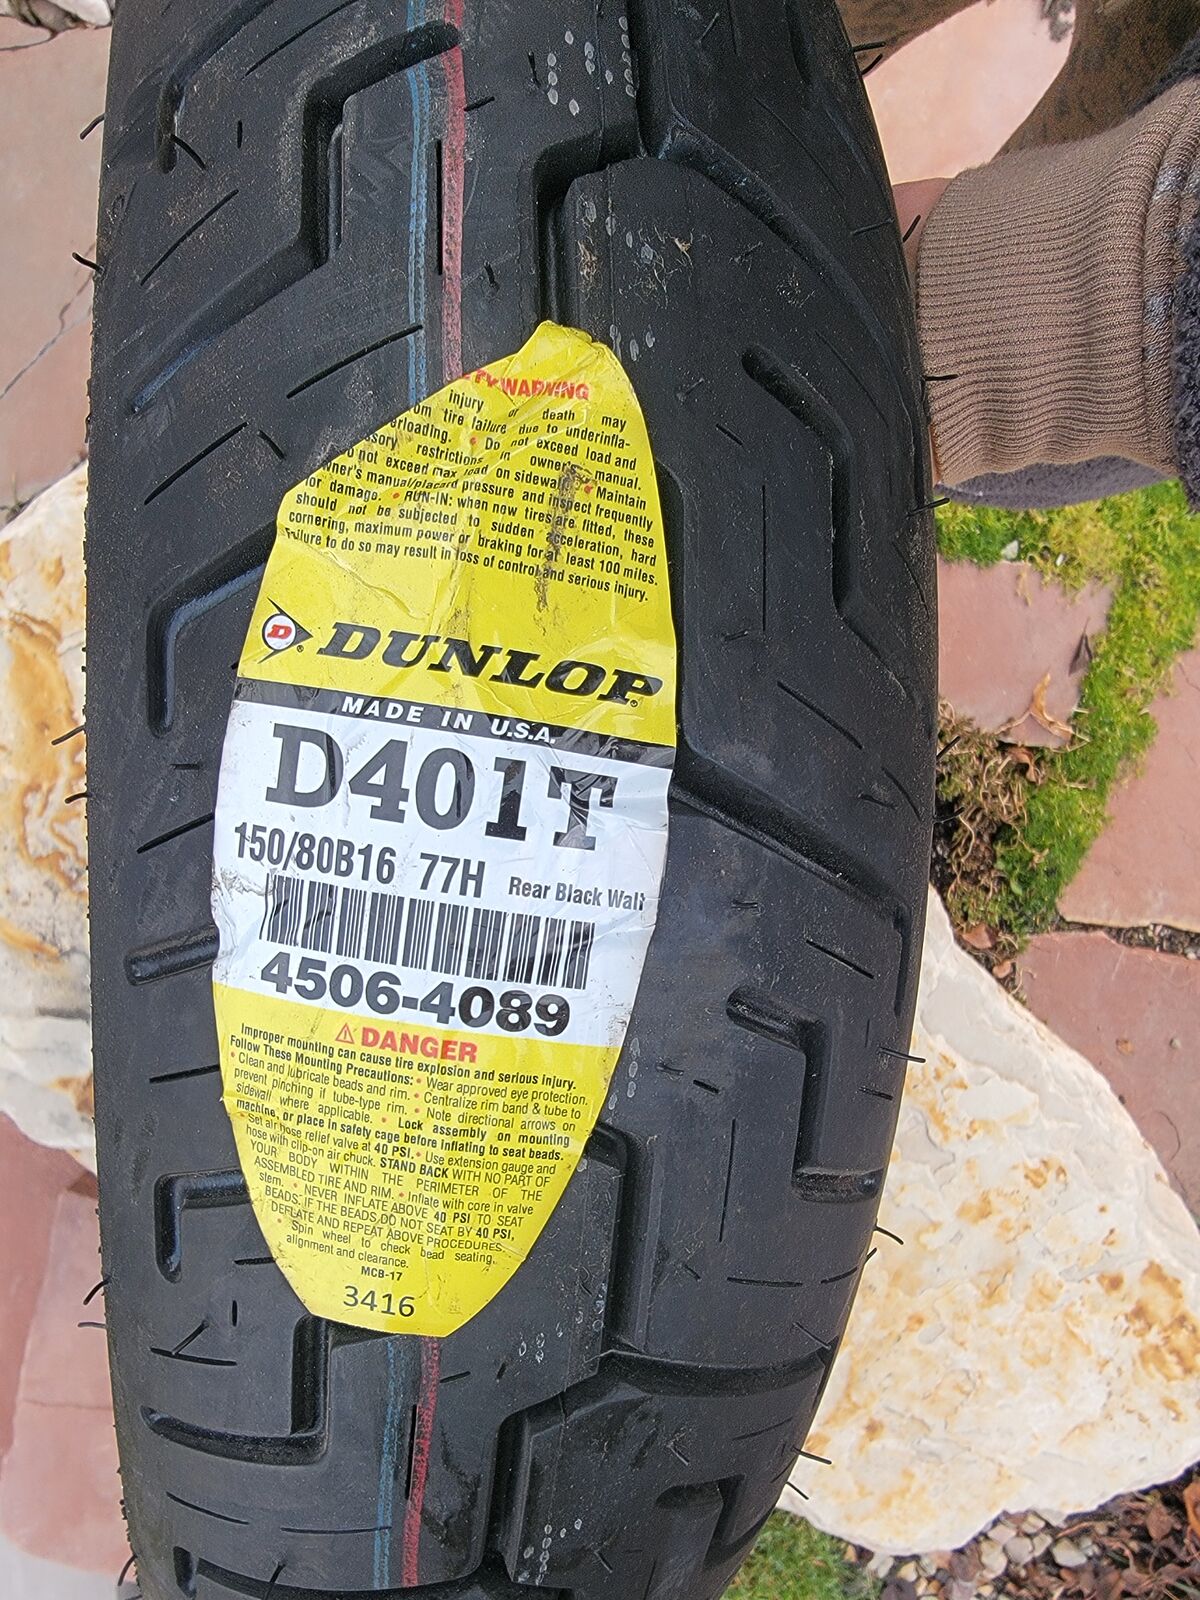 TY WARNING
injury or death may
om tire failure due to underinfla-
erloading. • Do not exceed load and
sory restrictions in owner's manual.
o not exceed max load on sidewall. • Maintain
wner's manual/placard pressure and inspect frequently
for damage. • RUN-IN: when now tires are fitted, these
should not be subjected to sudden acceleration, hard
cornering, maximum power or braking for at least 100 miles.
Failure to do so may result in loss of control and serious injury.
D ® DUNLOP
MADE IN U.S.A.
D401T
150/80B16 77H Rear Black Wall
4506-4089
⚠ DANGER
Improper mounting can cause tire explosion and serious injury.
Follow These Mounting Precautions: • Wear approved eye protection.
• Clean and lubricate beads and rim. • Centralize rim band & tube to
prevent pinching if tube-type rim. • Note directional arrows on
sidewall where applicable. • Lock assembly on mounting
machine, or place in safety cage before inflating to seat beads.
• Set air hose relief valve at 40 PSI. • Use extension gauge and
hose with clip-on air chuck. STAND BACK WITH NO PART OF
YOUR BODY WITHIN THE PERIMETER OF THE
ASSEMBLED TIRE AND RIM. • Inflate with core in valve
stem. • NEVER INFLATE ABOVE 40 PSI TO SEAT
BEADS. IF THE BEADS DO NOT SEAT BY 40 PSI,
DEFLATE AND REPEAT ABOVE PROCEDURES.
• Spin wheel to check bead seating,
alignment and clearance.
MCB-17
3416